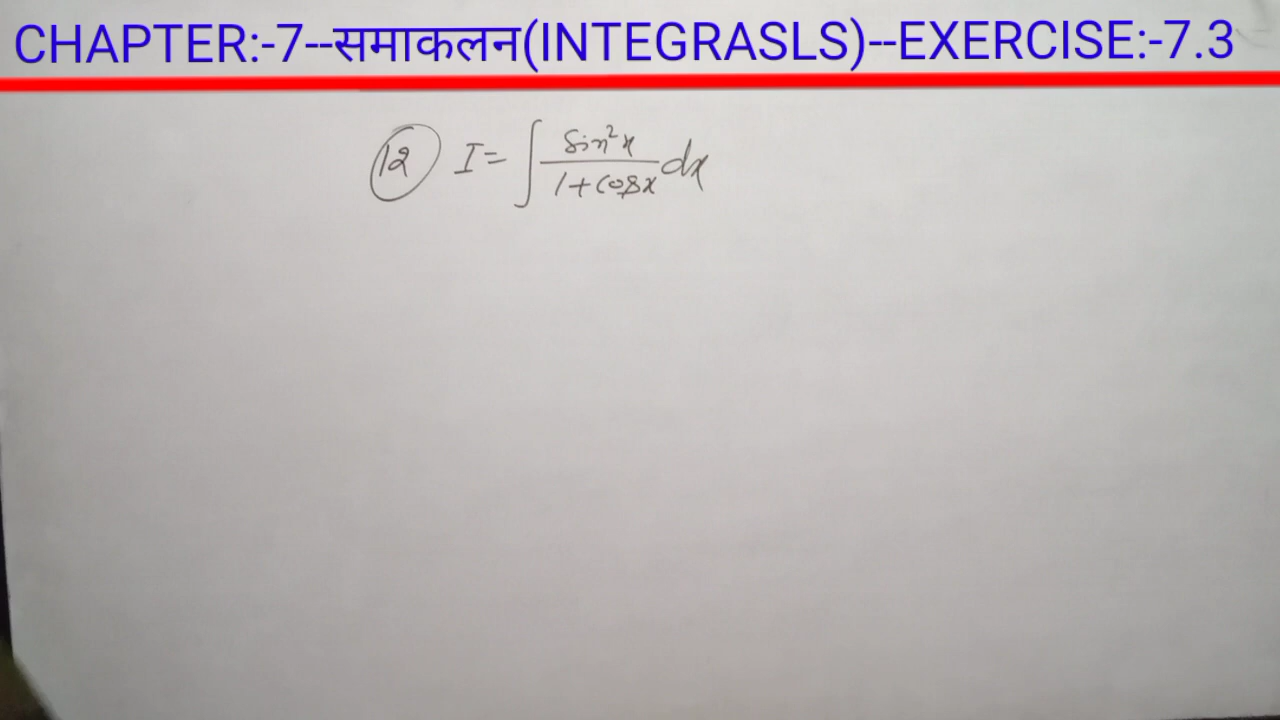 CHAPTER:-7--समाकलन(INTEGRASLS)--EXERCISE:-7.3
12 I = ∫ sin²x / 1+cosx dx